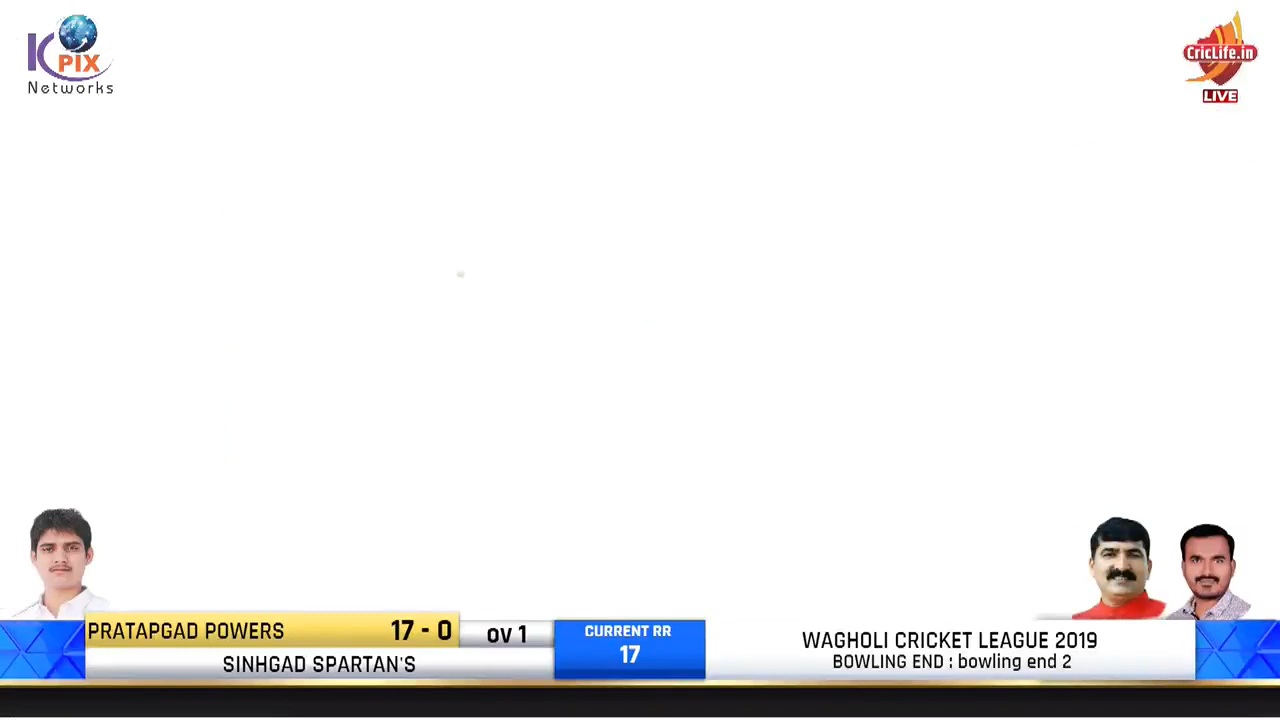 K PIX
Networks
CricLife.in
LIVE
PRATAPGAD POWERS 17 - 0 OV 1
SINHGAD SPARTAN'S
CURRENT RR
17
WAGHOLI CRICKET LEAGUE 2019
BOWLING END : bowling end 2